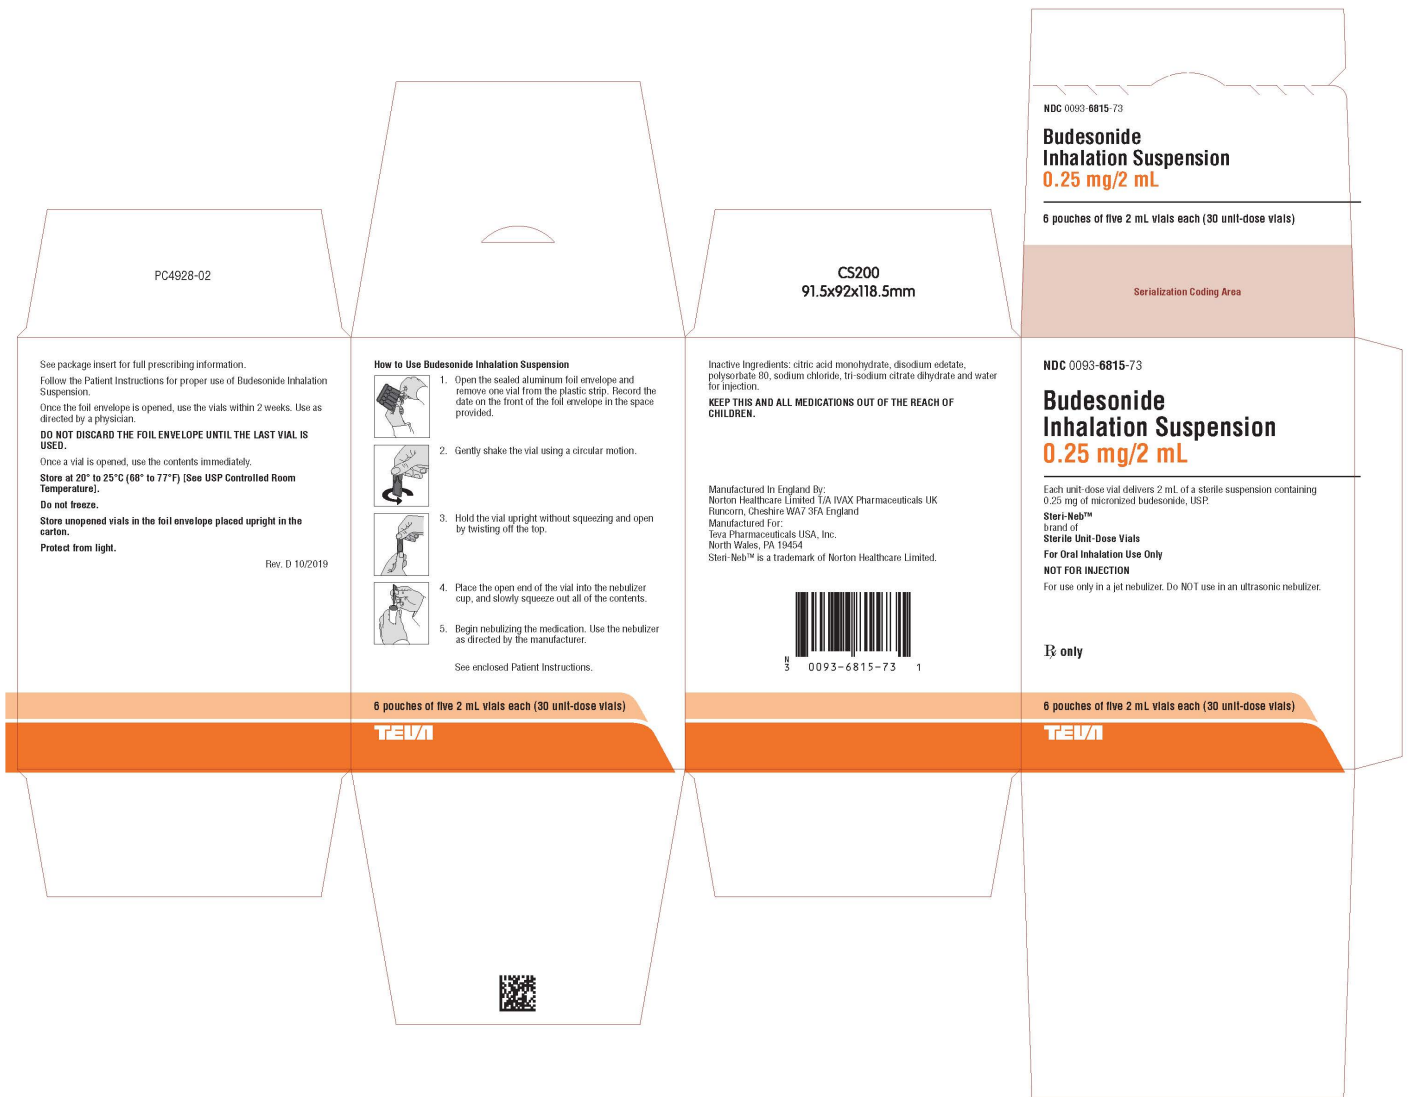 NDC 0093-6815-73
Budesonide
Inhalation Suspension
0.25 mg/2 mL
6 pouches of five 2 mL vials each (30 unit-dose vials)
Serialization Coding Area
PC4928-02
CS200
91.5x92x118.5mm
See package insert for full prescribing information.
Follow the Patient Instructions for proper use of Budesonide Inhalation
Suspension.
Once the foil envelope is opened, use the vials within 2 weeks. Use as
directed by a physician.
DO NOT DISCARD THE FOIL ENVELOPE UNTIL THE LAST VIAL IS
USED.
Once a vial is opened, use the contents immediately.
Store at 20° to 25°C (68° to 77°F) [See USP Controlled Room
Temperature].
Do not freeze.
Store unopened vials in the foil envelope placed upright in the
carton.
Protect from light.
Rev. D 10/2019
How to Use Budesonide Inhalation Suspension
1. Open the sealed aluminum foil envelope and
remove one vial from the plastic strip. Record the
date on the front of the foil envelope in the space
provided.
2. Gently shake the vial using a circular motion.
3. Hold the vial upright without squeezing and open
by twisting off the top.
4. Place the open end of the vial into the nebulizer
cup, and slowly squeeze out all of the contents.
5. Begin nebulizing the medication. Use the nebulizer
as directed by the manufacturer.
See enclosed Patient Instructions.
6 pouches of five 2 mL vials each (30 unit-dose vials)
TEVA
Inactive Ingredients: citric acid monohydrate, disodium edetate,
polysorbate 80, sodium chloride, tri-sodium citrate dihydrate and water
for injection.
KEEP THIS AND ALL MEDICATIONS OUT OF THE REACH OF
CHILDREN.
Manufactured In England By:
Norton Healthcare Limited T/A IVAX Pharmaceuticals UK
Runcorn, Cheshire WA7 3FA England
Manufactured For:
Teva Pharmaceuticals USA, Inc.
North Wales, PA 19454
Steri-Neb™ is a trademark of Norton Healthcare Limited.
N
3 0093-6815-73 1
NDC 0093-6815-73
Budesonide
Inhalation Suspension
0.25 mg/2 mL
Each unit-dose vial delivers 2 mL of a sterile suspension containing
0.25 mg of micronized budesonide, USP.
Steri-Neb™
brand of
Sterile Unit-Dose Vials
For Oral Inhalation Use Only
NOT FOR INJECTION
For use only in a jet nebulizer. Do NOT use in an ultrasonic nebulizer.
℞ only
6 pouches of five 2 mL vials each (30 unit-dose vials)
TEVA